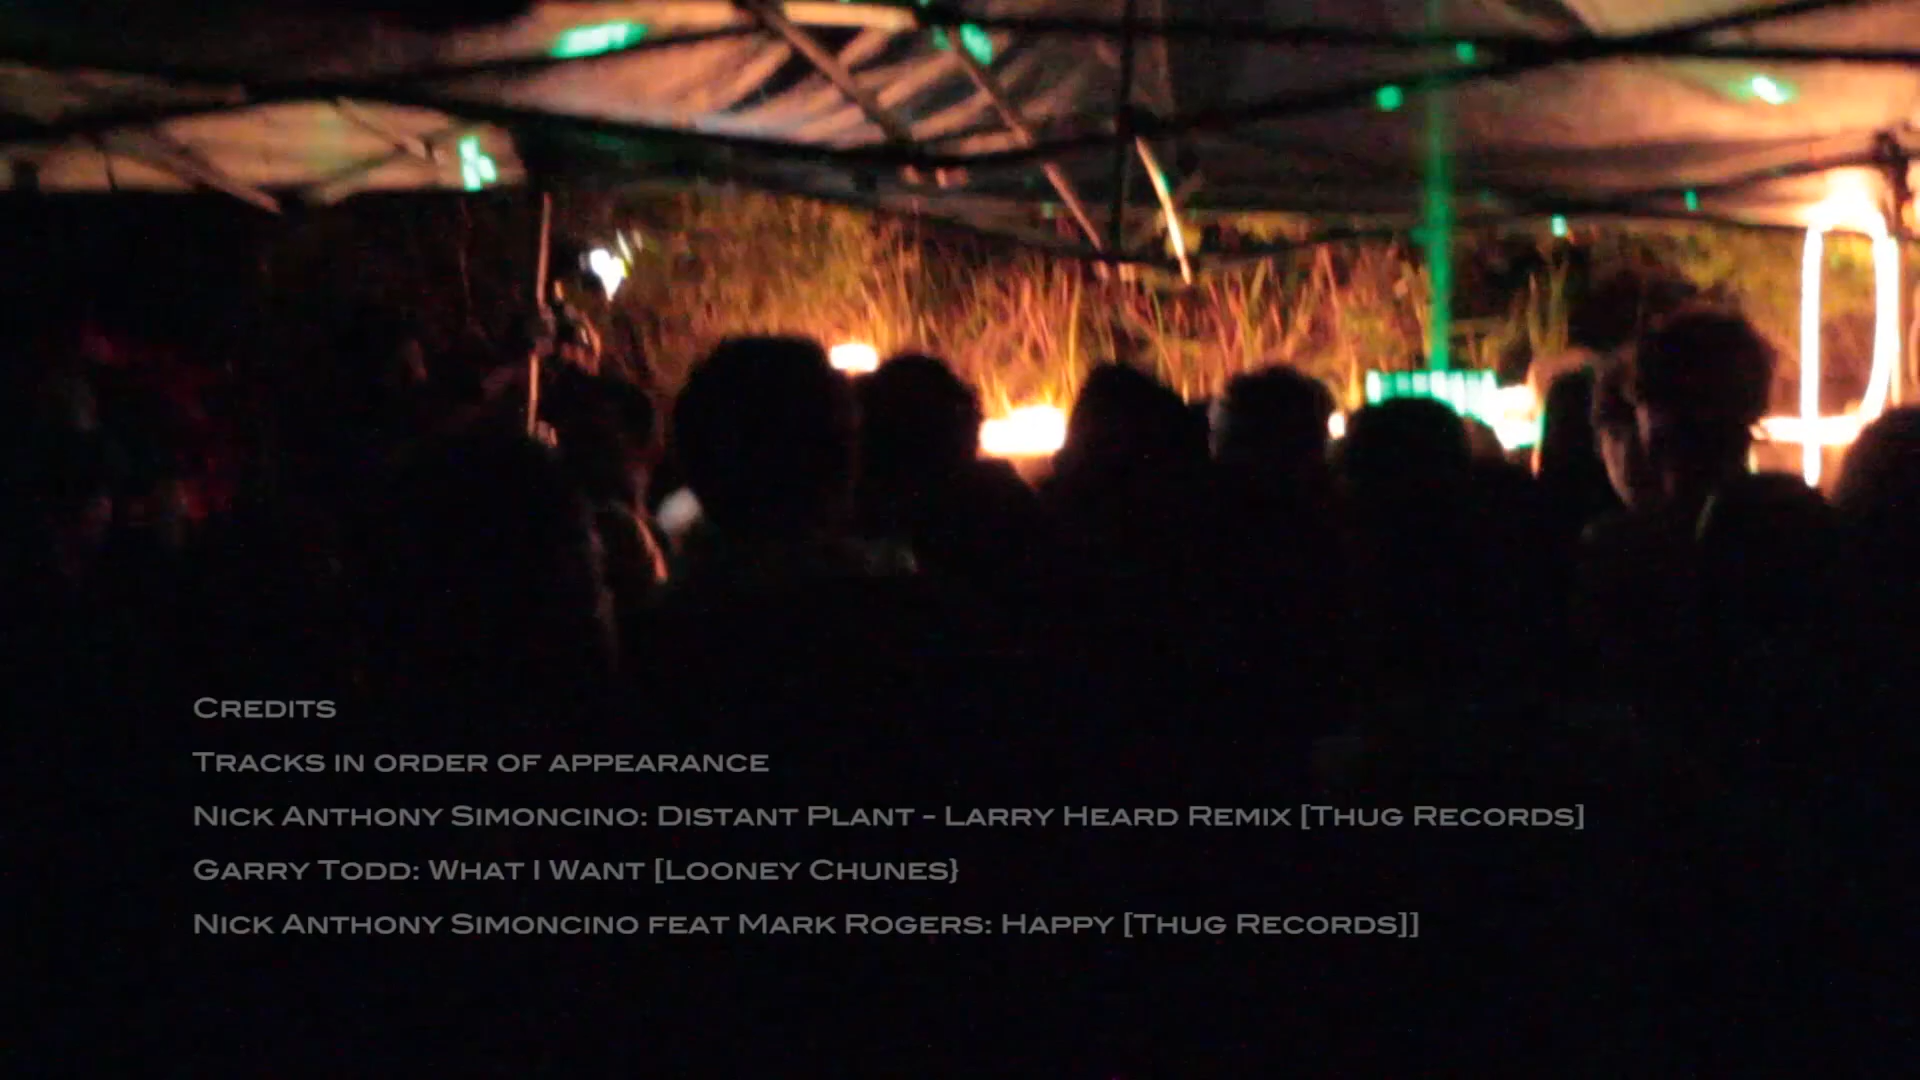 Credits
Tracks in order of appearance
Nick Anthony Simoncino: Distant Plant - Larry Heard Remix [Thug Records]
Garry Todd: What I Want [Looney Chunes}
Nick Anthony Simoncino feat Mark Rogers: Happy [Thug Records]]